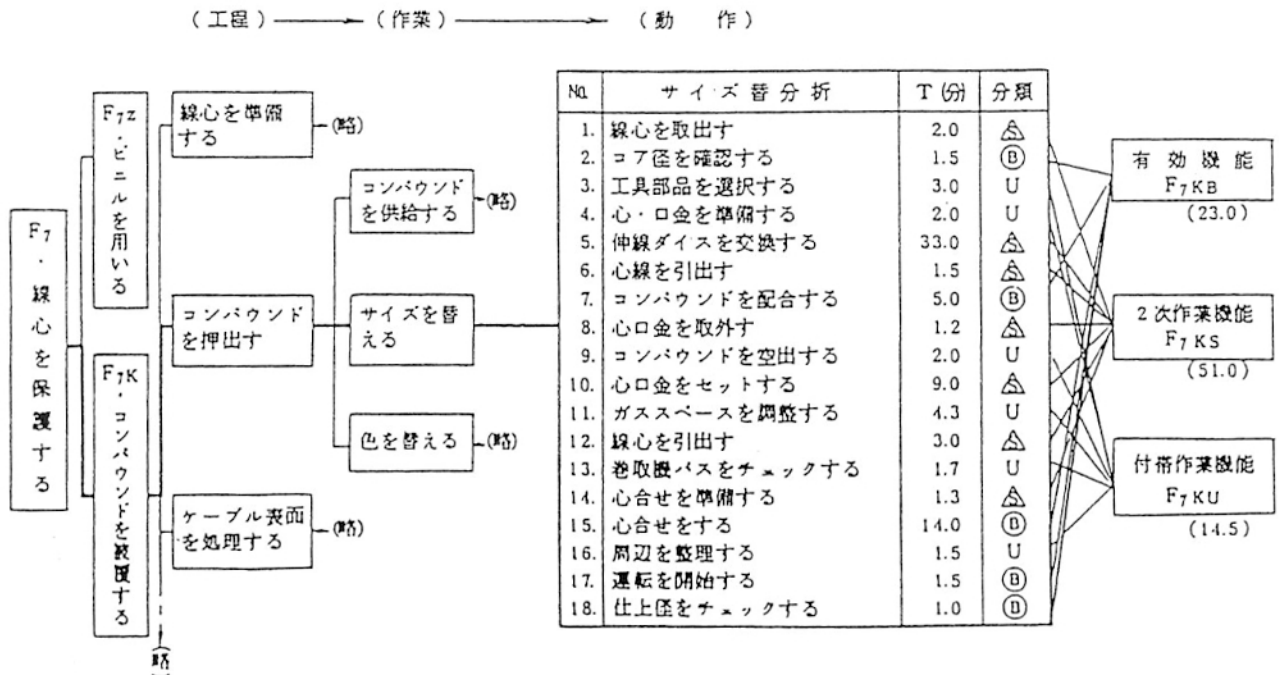 （工程）→（作業）→（動　作）
F7・線心を保護する
F7Z・ビニルを用いる
F7K・コンパウンドを被覆する
(略)
線心を準備する
(略)
コンパウンドを押出す
ケーブル表面を処理する
(略)
コンパウンドを供給する
(略)
サイズを替える
色を替える
(略)
No. サイズ替分析 T(分) 分類
1. 線心を取出す 2.0 S
2. コア径を確認する 1.5 B
3. 工具部品を選択する 3.0 U
4. 心・口金を準備する 2.0 U
5. 伸線ダイスを交換する 33.0 S
6. 心線を引出す 1.5 S
7. コンパウンドを配合する 5.0 B
8. 心口金を取外す 1.2 S
9. コンパウンドを空出する 2.0 U
10. 心口金をセットする 9.0 S
11. ガススペースを調整する 4.3 U
12. 線心を引出す 3.0 S
13. 巻取機パスをチェックする 1.7 U
14. 心合せを準備する 1.3 S
15. 心合せをする 14.0 B
16. 周辺を整理する 1.5 U
17. 運転を開始する 1.5 B
18. 仕上径をチェックする 1.0 B
有効機能
F7KB
(23.0)
2次作業機能
F7KS
(51.0)
付帯作業機能
F7KU
(14.5)